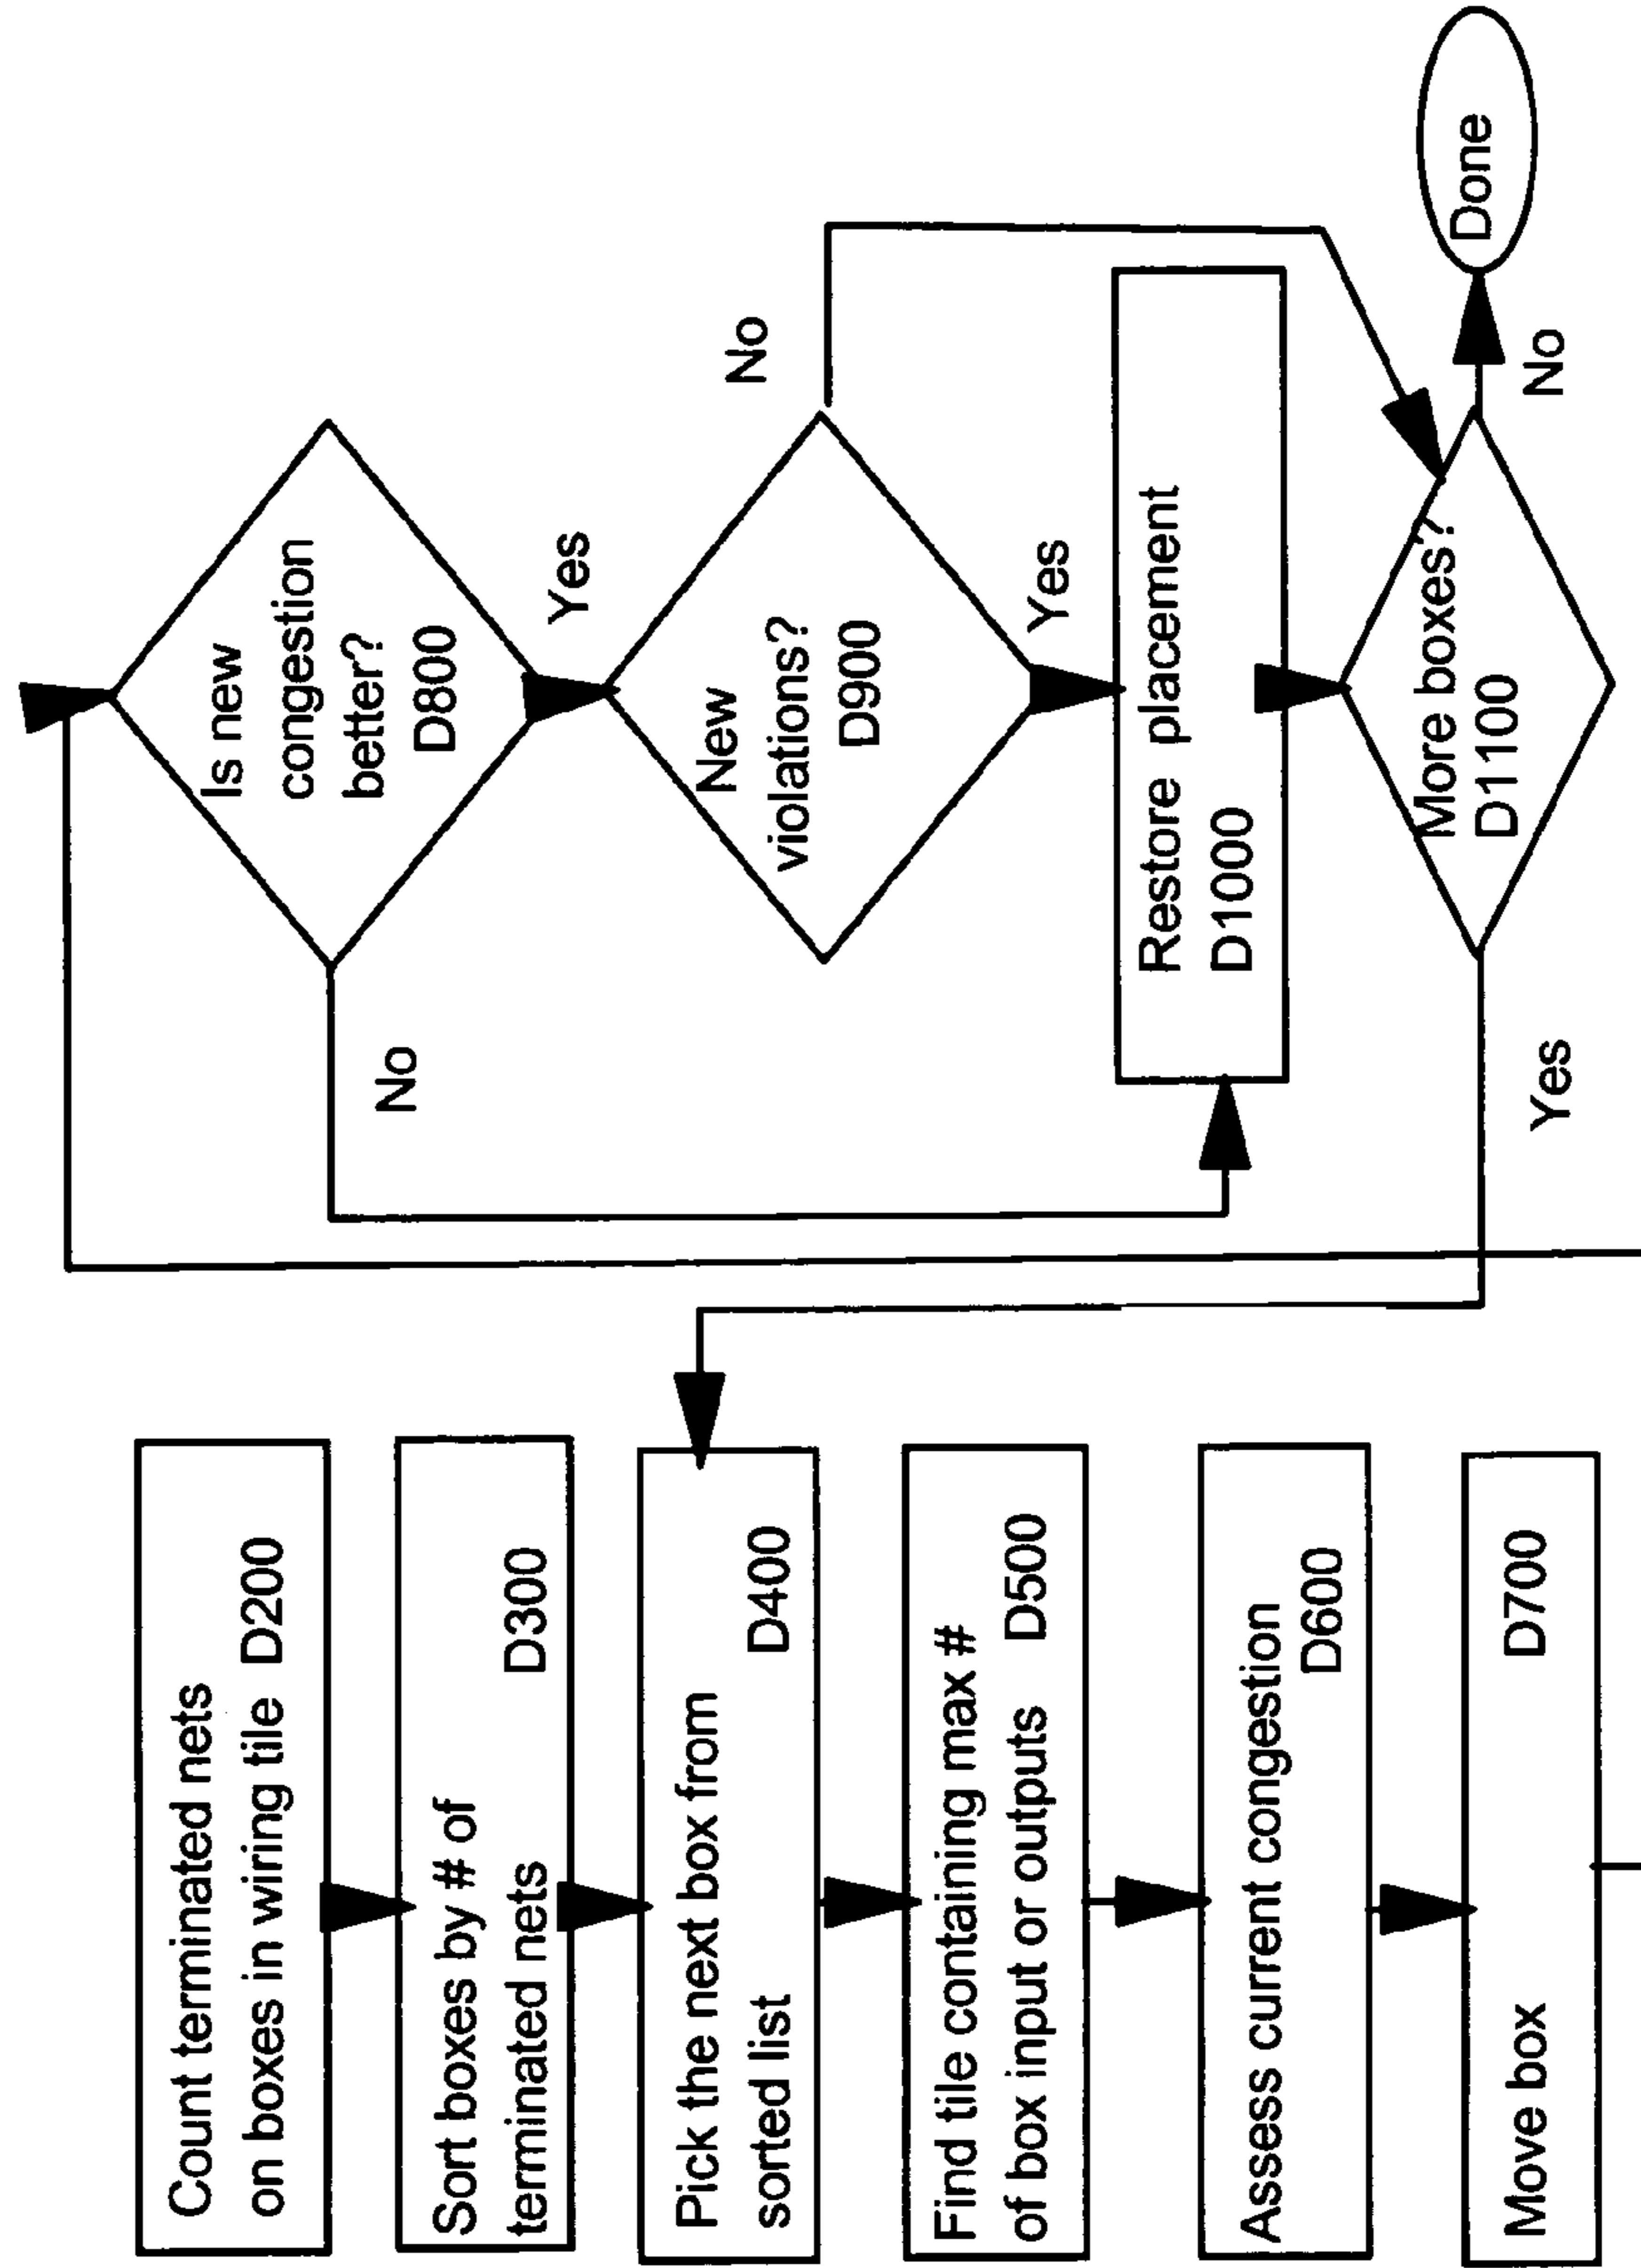 Count terminated nets
on boxes in wiring tile D200
Sort boxes by # of
terminated nets D300
Pick the next box from
sorted list D400
Find tile containing max #
of box input or outputs D500
Assess current congestion
D600
Move box D700
Is new
congestion
better?
D800
No
Yes
New
violations?
D900
No
Yes
Restore placement
D1000
More boxes?
D1100
Yes
No
Done